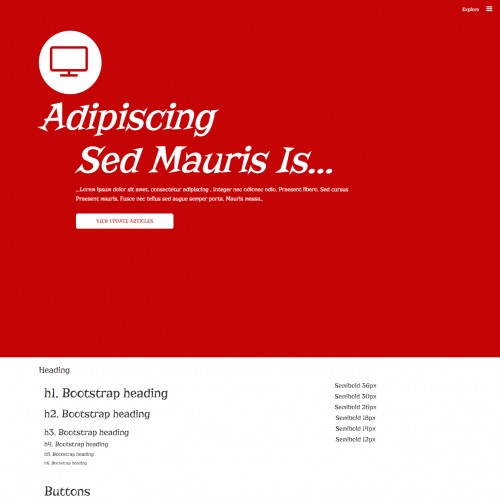 Explore
Adipiscing
Sed Mauris Is...
...Lorem ipsum dolor sit amet, consectetur adipiscing . Integer nec odionec odio. Praesent libero. Sed cursus
Praesent mauris. Fusce nec tellus sed augue semper porta. Mauris massa..
VIEW UPDATE ARTICLES
Heading
h1. Bootstrap heading
h2. Bootstrap heading
h3. Bootstrap heading
h4. Bootstrap heading
h5. Bootstrap heading
h6. Bootstrap heading
Semibold 36px
Semibold 30px
Semibold 26px
Semibold 18px
Semibold 14px
Semibold 12px
Buttons